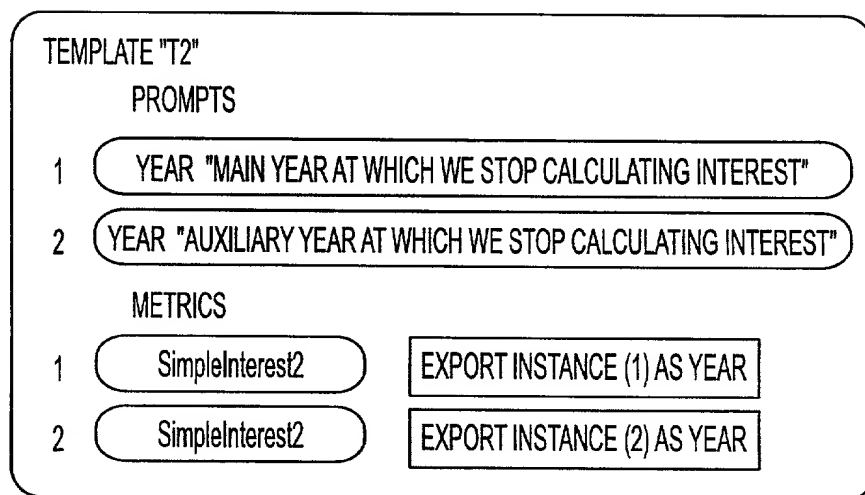 TEMPLATE "T2"
PROMPTS
1 YEAR "MAIN YEAR AT WHICH WE STOP CALCULATING INTEREST"
2 YEAR "AUXILIARY YEAR AT WHICH WE STOP CALCULATING INTEREST"
METRICS
1 SimpleInterest2 EXPORT INSTANCE (1) AS YEAR
2 SimpleInterest2 EXPORT INSTANCE (2) AS YEAR